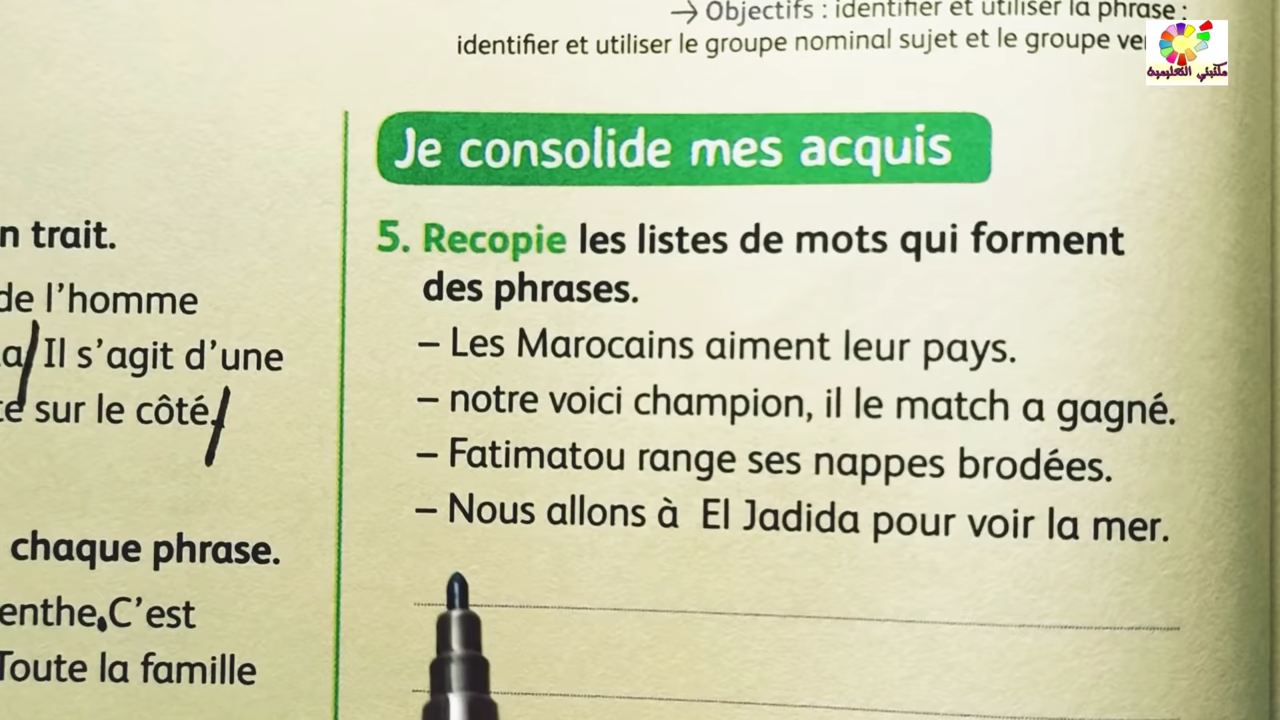 → Objectifs : identifier et utiliser la phrase ;
identifier et utiliser le groupe nominal sujet et le groupe
مكتبتي التعليمية
n trait.
de l'homme
a/ Il s'agit d'une
te sur le côté.
chaque phrase.
enthe. C'est
Toute la famille
Je consolide mes acquis
5. Recopie les listes de mots qui forment
des phrases.
– Les Marocains aiment leur pays.
– notre voici champion, il le match a gagné.
– Fatimatou range ses nappes brodées.
– Nous allons à El Jadida pour voir la mer.